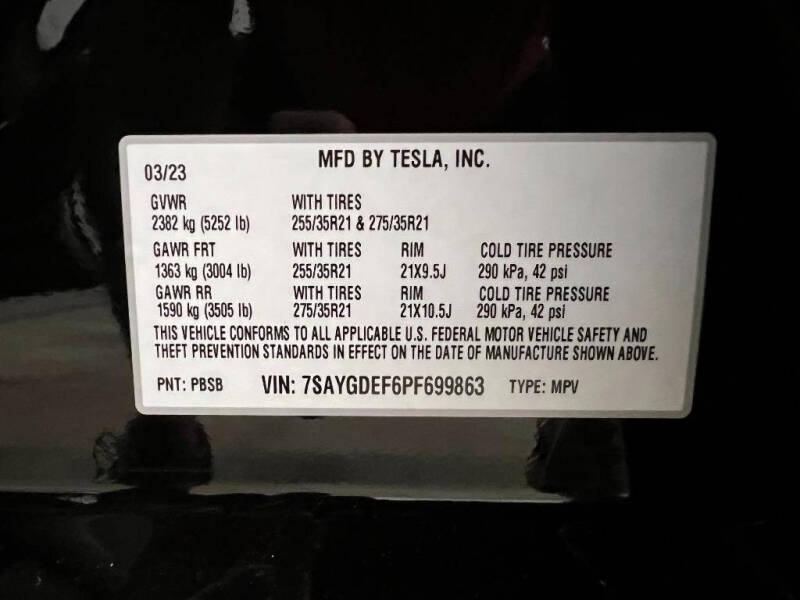 MFD BY TESLA, INC.
03/23
GVWR WITH TIRES
2382 kg (5252 lb) 255/35R21 & 275/35R21
GAWR FRT WITH TIRES RIM COLD TIRE PRESSURE
1363 kg (3004 lb) 255/35R21 21X9.5J 290 kPa, 42 psi
GAWR RR WITH TIRES RIM COLD TIRE PRESSURE
1590 kg (3505 lb) 275/35R21 21X10.5J 290 kPa, 42 psi
THIS VEHICLE CONFORMS TO ALL APPLICABLE U.S. FEDERAL MOTOR VEHICLE SAFETY AND
THEFT PREVENTION STANDARDS IN EFFECT ON THE DATE OF MANUFACTURE SHOWN ABOVE.
PNT: PBSB VIN: 7SAYGDEF6PF699863 TYPE: MPV